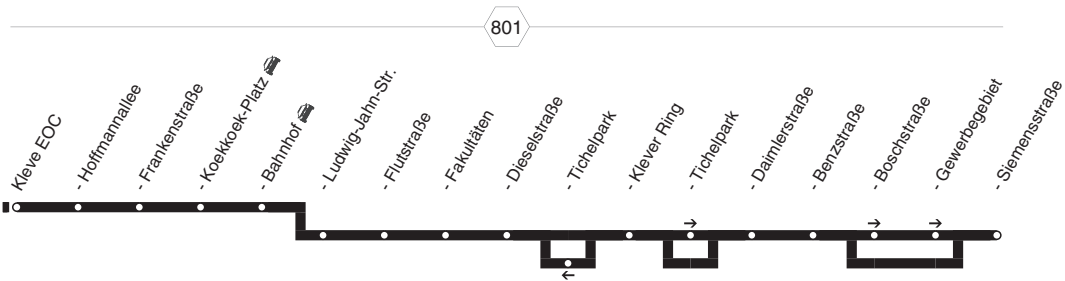 801
Kleve EOC
- Hoffmannallee
- Frankenstraße
- Koekkoek-Platz
- Bahnhof
- Ludwig-Jahn-Str.
- Flutstraße
- Fakultäten
- Dieselstraße
- Tichelpark
- Klever Ring
- Tichelpark
- Daimlerstraße
- Benzstraße
- Boschstraße
- Gewerbegebiet
- Siemensstraße